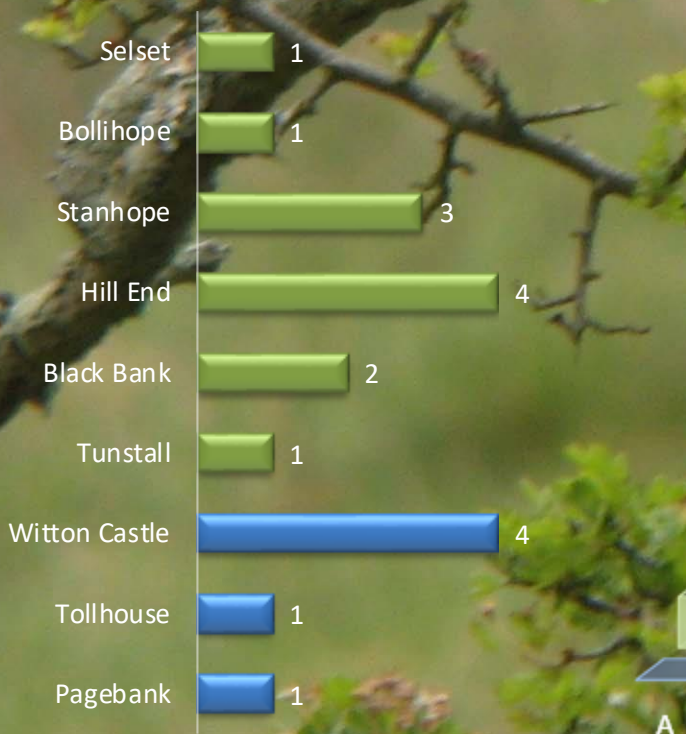 Selset 1
Bollihope 1
Stanhope 3
Hill End 4
Black Bank 2
Tunstall 1
Witton Castle 4
Tollhouse 1
Pagebank 1
A